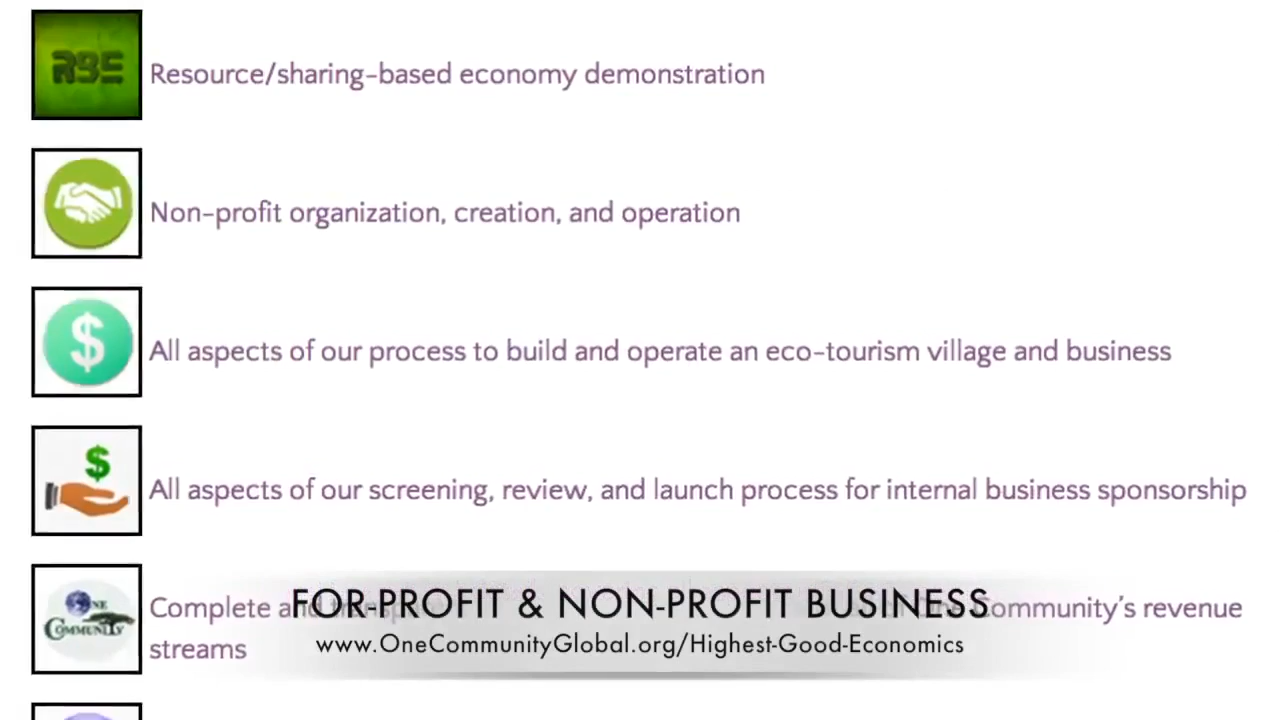 RBE
Resource/sharing-based economy demonstration
Non-profit organization, creation, and operation
$
All aspects of our process to build and operate an eco-tourism village and business
$
All aspects of our screening, review, and launch process for internal business sponsorship
ONE
COMMUNITY
Complete and One Community's revenue
streams
FOR-PROFIT & NON-PROFIT BUSINESS
www.OneCommunityGlobal.org/Highest-Good-Economics